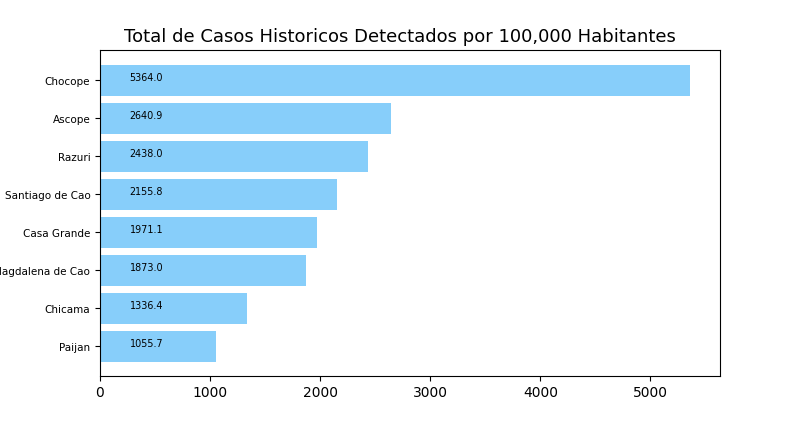 Total de Casos Historicos Detectados por 100,000 Habitantes
Chocope 5364.0
Ascope 2640.9
Razuri 2438.0
Santiago de Cao 2155.8
Casa Grande 1971.1
agdalena de Cao 1873.0
Chicama 1336.4
Paijan 1055.7
0 1000 2000 3000 4000 5000